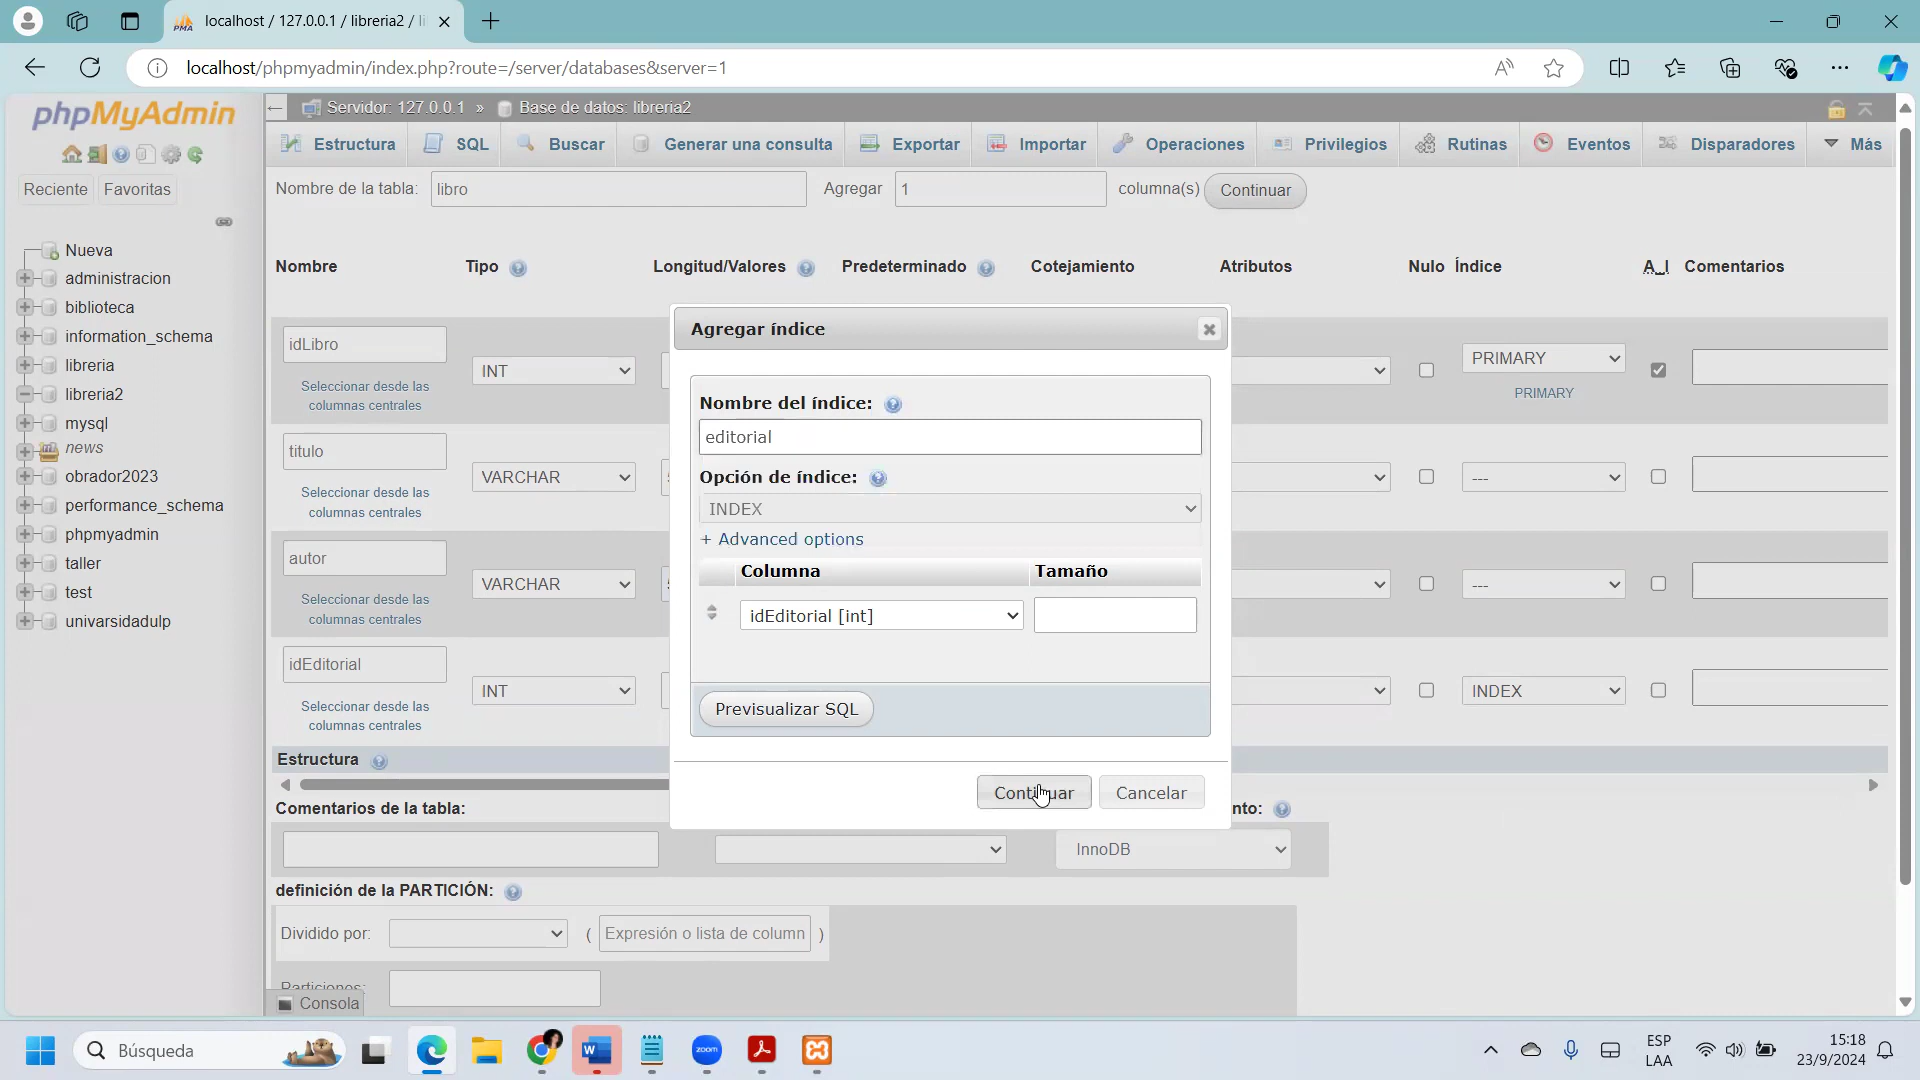 localhost / 127.0.0.1 / libreria2 / li
localhost/phpmyadmin/index.php?route=/server/databases&server=1
phpMyAdmin
Reciente Favoritas
Nueva
administracion
biblioteca
information_schema
libreria
libreria2
mysql
news
obrador2023
performance_schema
phpmyadmin
taller
test
univarsidadulp
Servidor: 127.0.0.1 » Base de datos: libreria2
Estructura SQL Buscar Generar una consulta Exportar Importar Operaciones Privilegios Rutinas Eventos Disparadores Más
Nombre de la tabla: libro Agregar 1 columna(s) Continuar
Nombre Tipo Longitud/Valores Predeterminado Cotejamiento Atributos Nulo Índice A_I Comentarios
idLibro INT PRIMARY
Seleccionar desde las
columnas centrales
PRIMARY
titulo VARCHAR ---
Seleccionar desde las
columnas centrales
autor VARCHAR ---
Seleccionar desde las
columnas centrales
idEditorial INT INDEX
Seleccionar desde las
columnas centrales
Agregar índice
Nombre del índice:
editorial
Opción de índice:
INDEX
+ Advanced options
Columna Tamaño
idEditorial [int]
Previsualizar SQL
Continuar Cancelar
Estructura
Comentarios de la tabla: nto:
InnoDB
definición de la PARTICIÓN:
Dividido por: ( Expresión o lista de column )
Particiones:
Consola
Búsqueda
zoom
ESP
LAA
15:18
23/9/2024